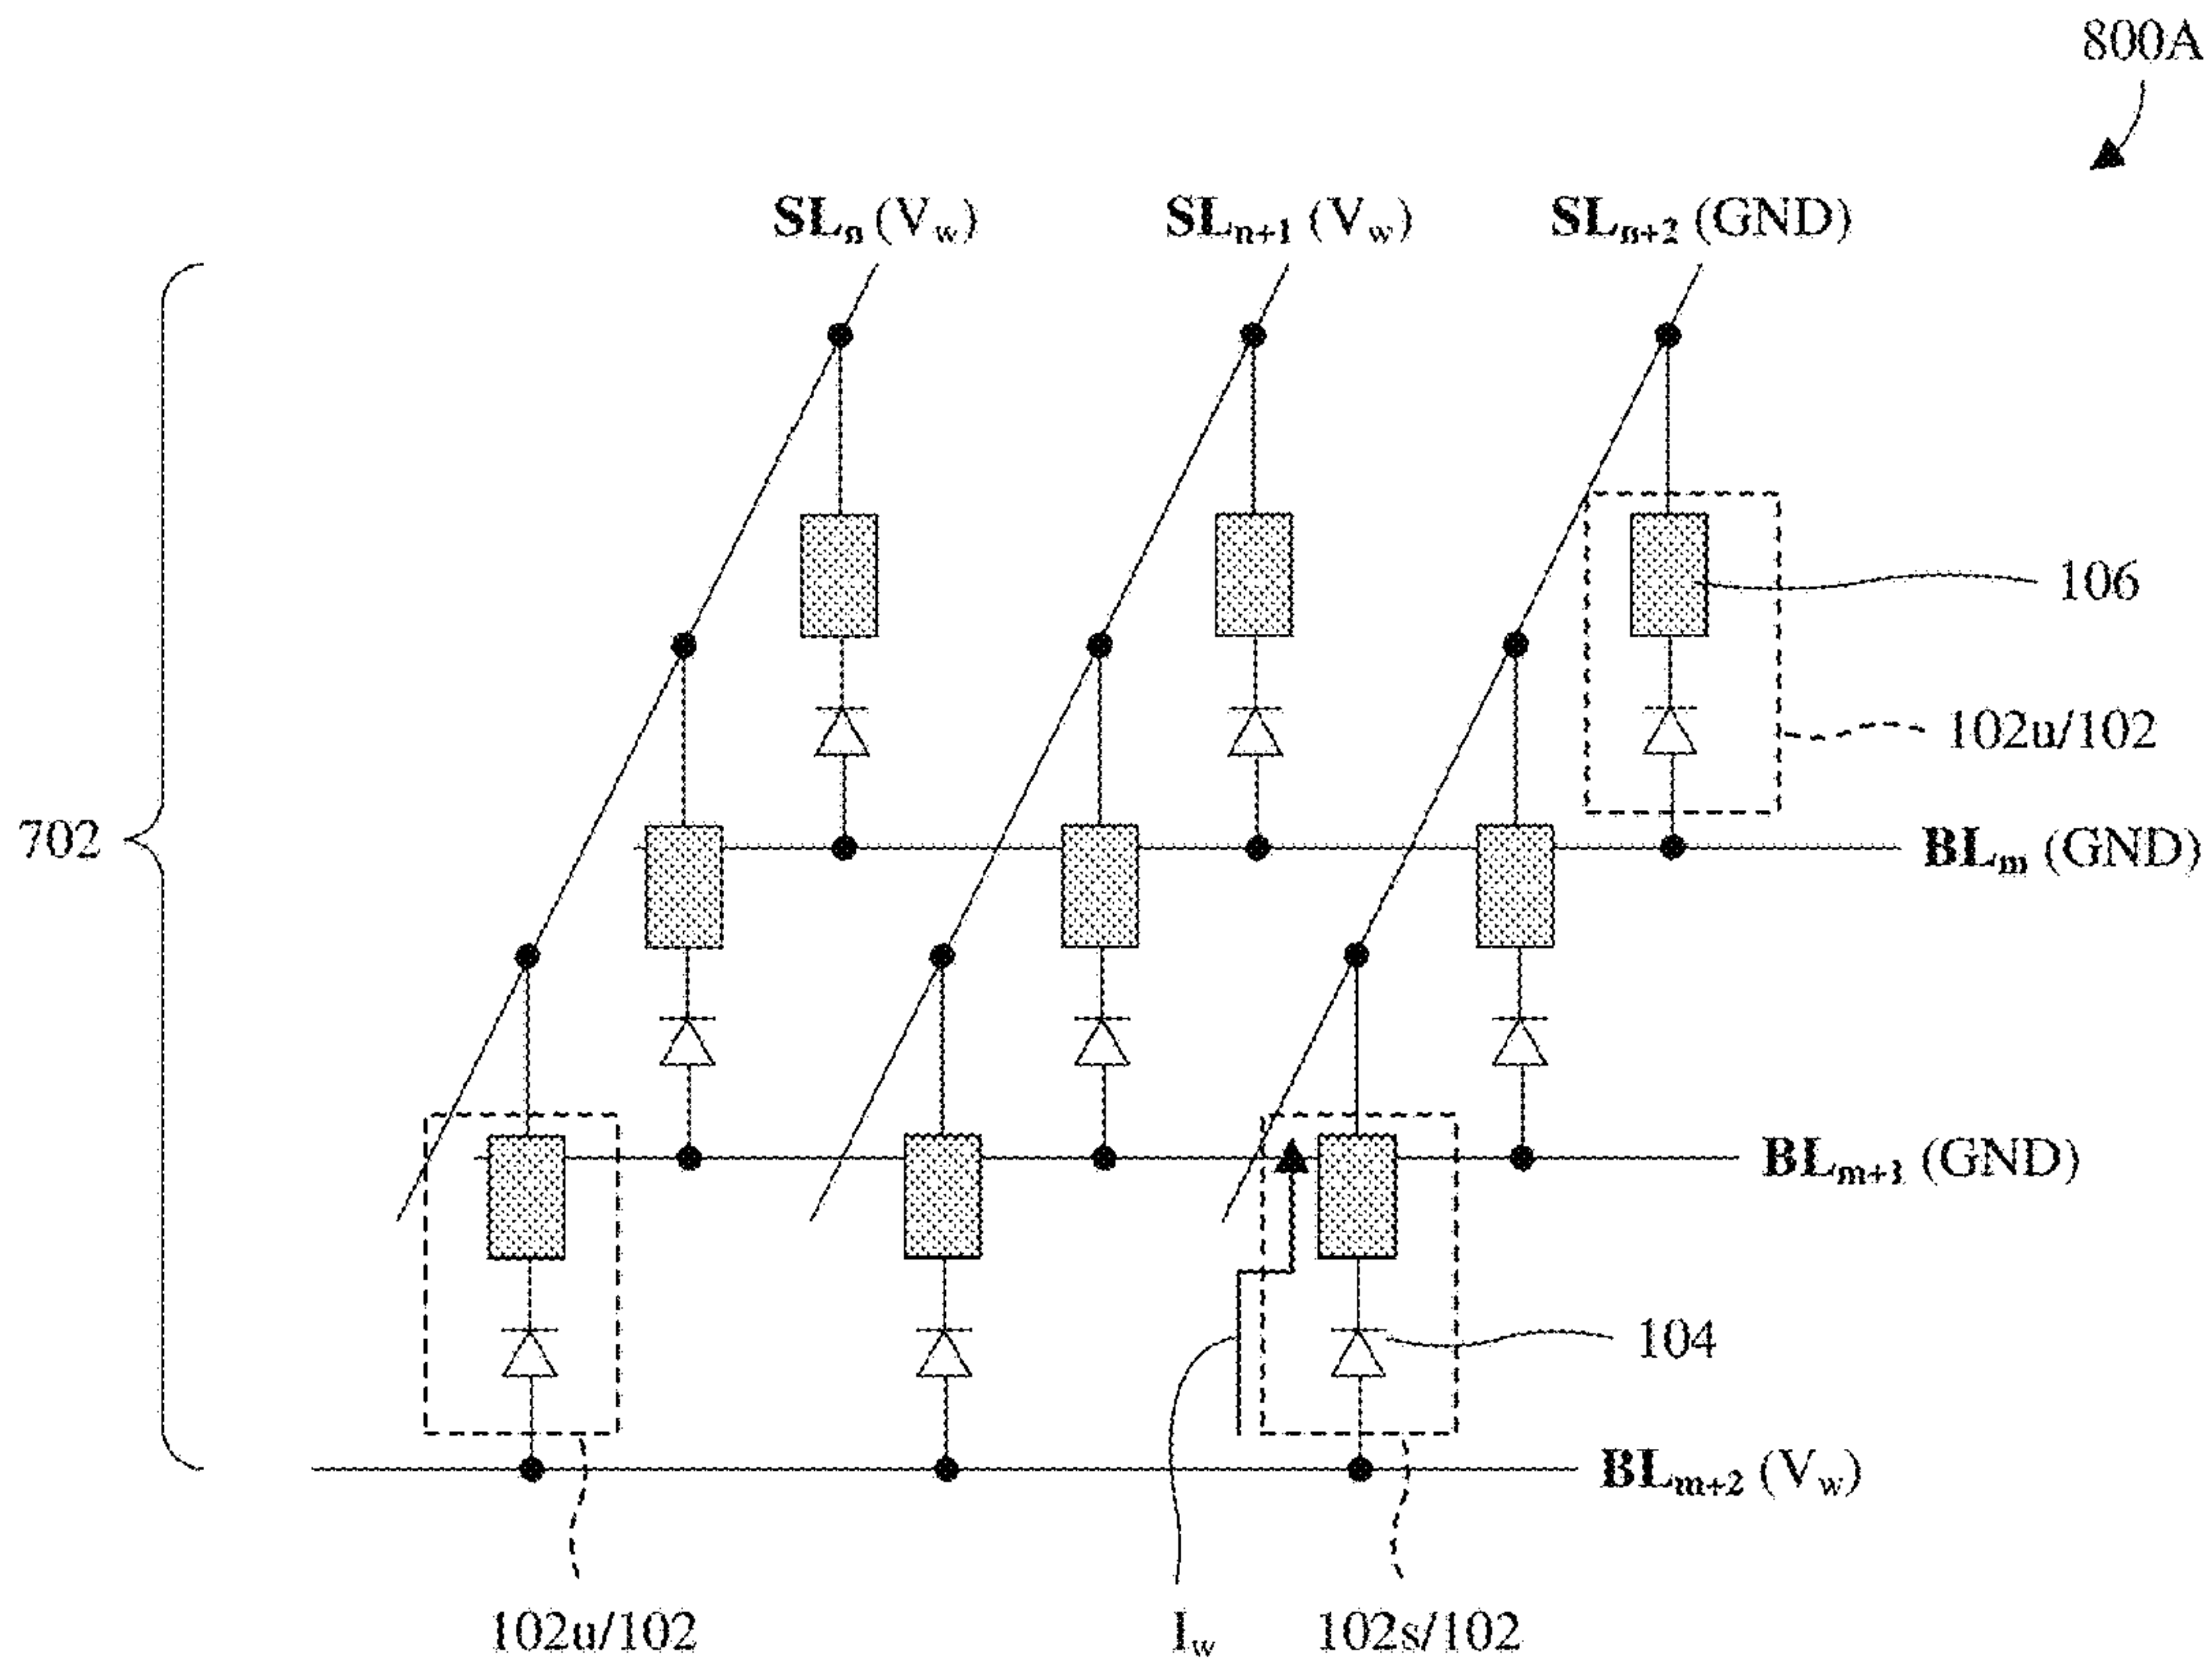 800A
SLn (Vw) SLn+1 (Vw) SLn+2 (GND)
106
102u/102
702
BLm (GND)
BLm+1 (GND)
104
BLm+2 (Vw)
102u/102 Iw 102s/102